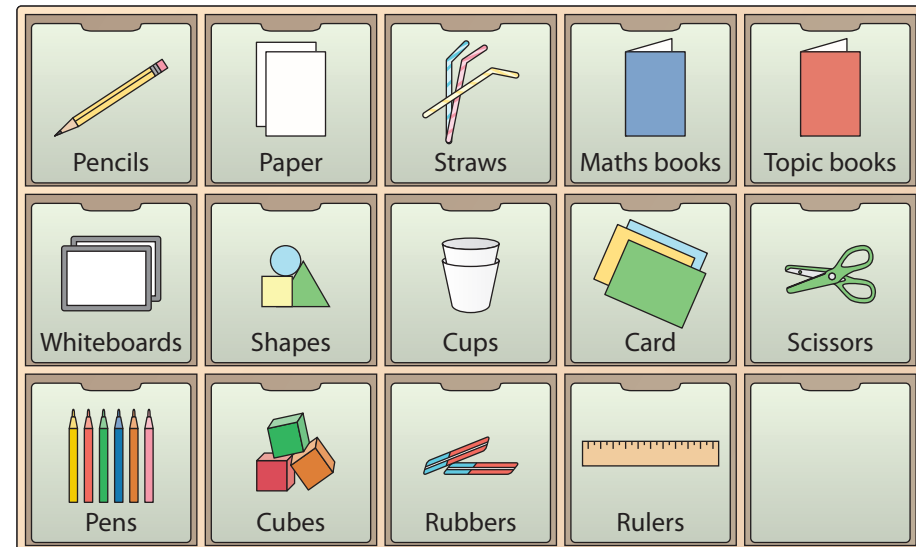 Pencils
Paper
Straws
Maths books
Topic books
Whiteboards
Shapes
Cups
Card
Scissors
Pens
Cubes
Rubbers
Rulers